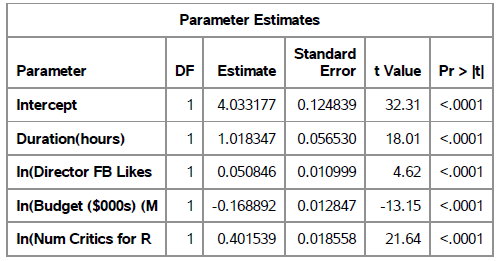 Parameter Estimates
Parameter DF Estimate Standard Error t Value Pr > |t|
Intercept 1 4.033177 0.124839 32.31 <.0001
Duration(hours) 1 1.018347 0.056530 18.01 <.0001
ln(Director FB Likes 1 0.050846 0.010999 4.62 <.0001
ln(Budget ($000s) (M 1 -0.168892 0.012847 -13.15 <.0001
ln(Num Critics for R 1 0.401539 0.018558 21.64 <.0001